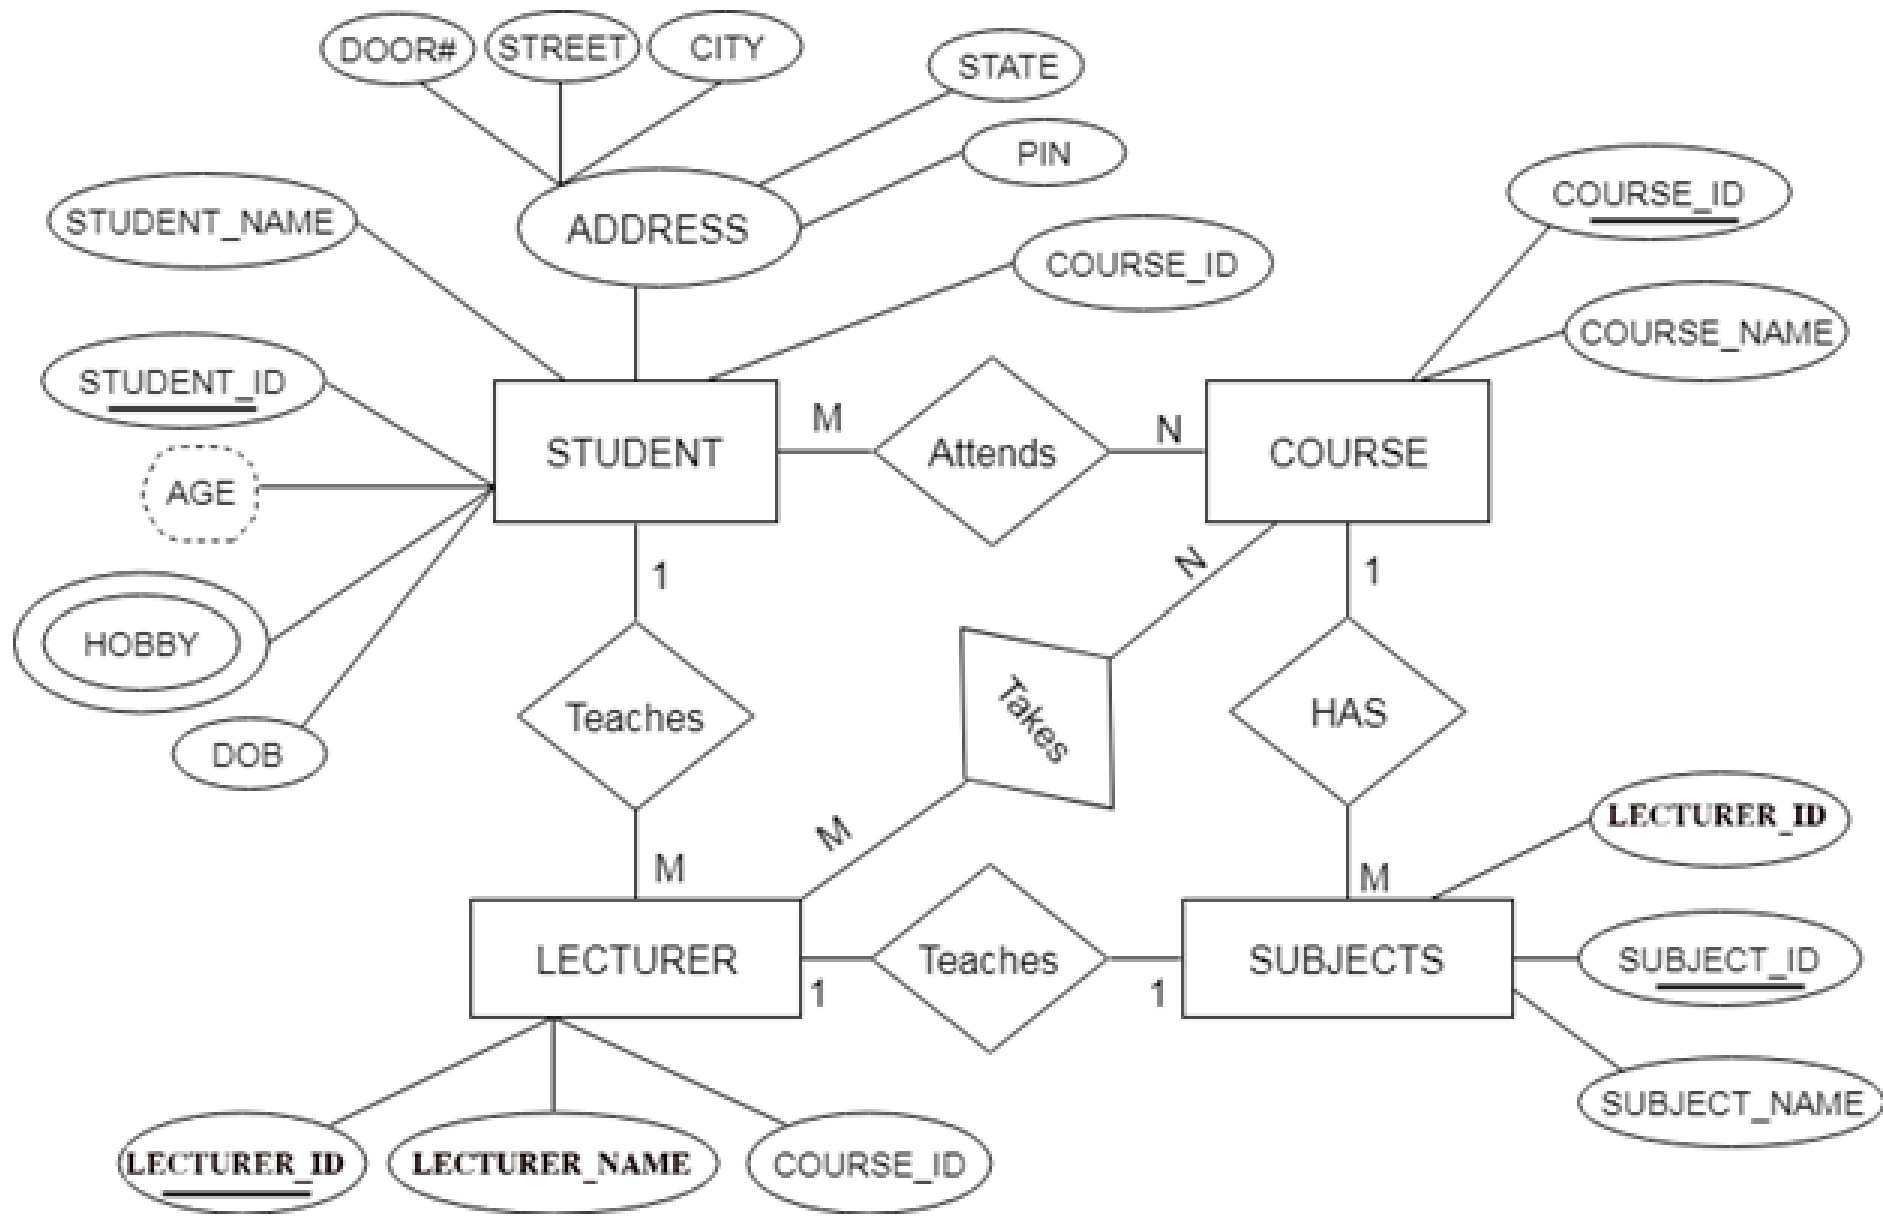 DOOR#
STREET
CITY
STATE
PIN
STUDENT_NAME
ADDRESS
COURSE_ID
COURSE_ID
COURSE_NAME
STUDENT_ID
AGE
HOBBY
DOB
STUDENT
M
Attends
N
COURSE
1
Teaches
M
N
Takes
M
1
HAS
M
LECTURER
1
Teaches
1
SUBJECTS
LECTURER_ID
SUBJECT_ID
SUBJECT_NAME
LECTURER_ID
LECTURER_NAME
COURSE_ID